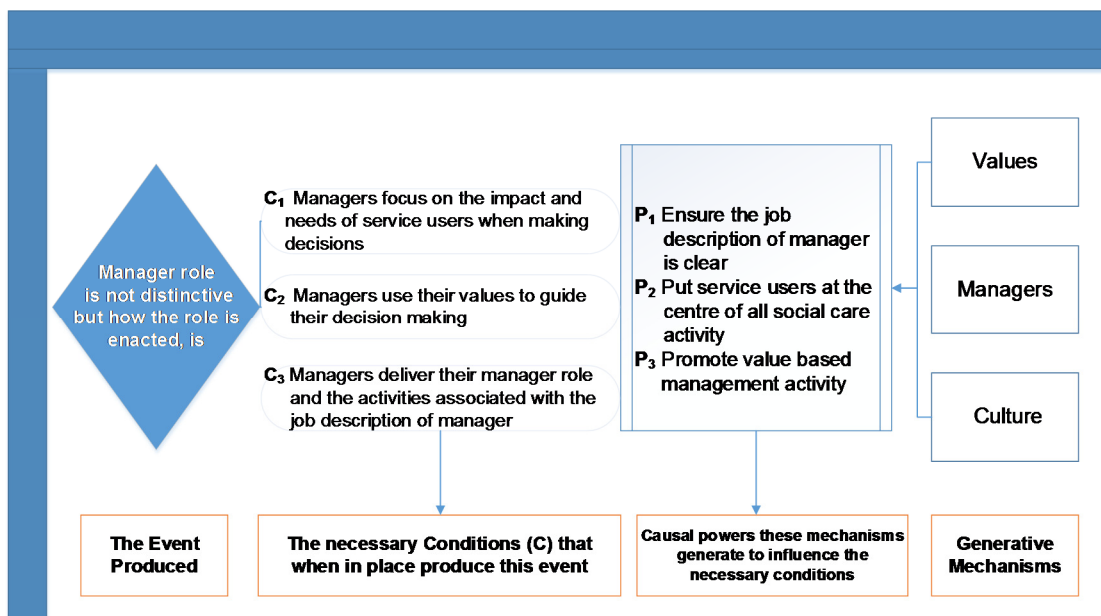 Manager role
is not distinctive
but how the role is
enacted, is
C₁ Managers focus on the impact and
needs of service users when making
decisions
C₂ Managers use their values to guide
their decision making
C₃ Managers deliver their manager role
and the activities associated with the
job description of manager
P₁ Ensure the job
description of manager
is clear
P₂ Put service users at the
centre of all social care
activity
P₃ Promote value based
management activity
Values
Managers
Culture
The Event
Produced
The necessary Conditions (C) that
when in place produce this event
Causal powers these mechanisms
generate to influence the
necessary conditions
Generative
Mechanisms